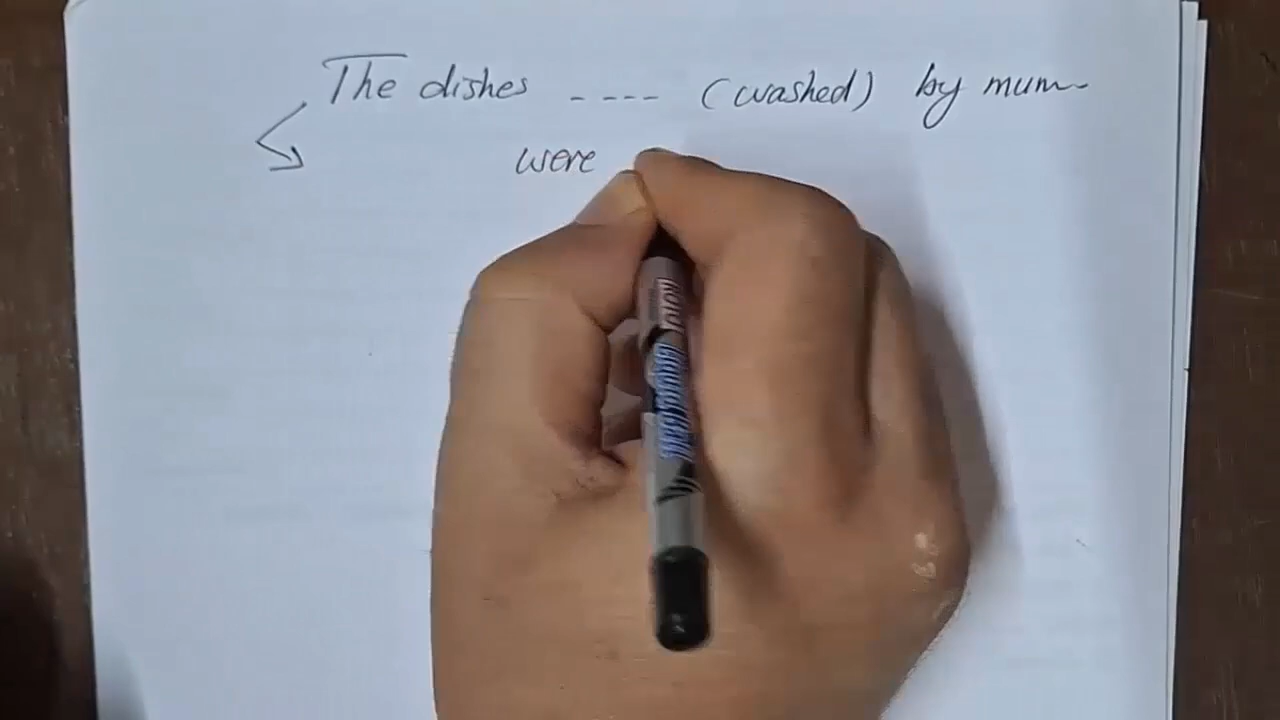 The dishes ---- (washed) by mum
were